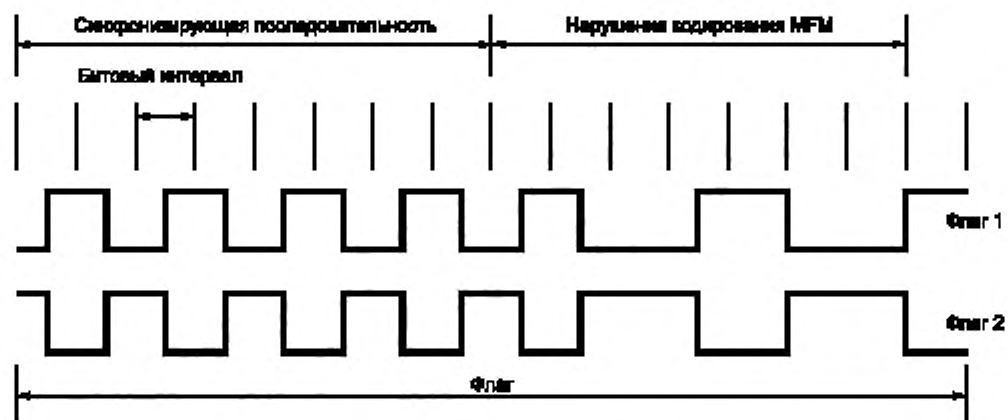 Синхронизирующая последовательность
Нарушение кодирования MFM
Битовый интервал
Флаг 1
Флаг 2
Флаг